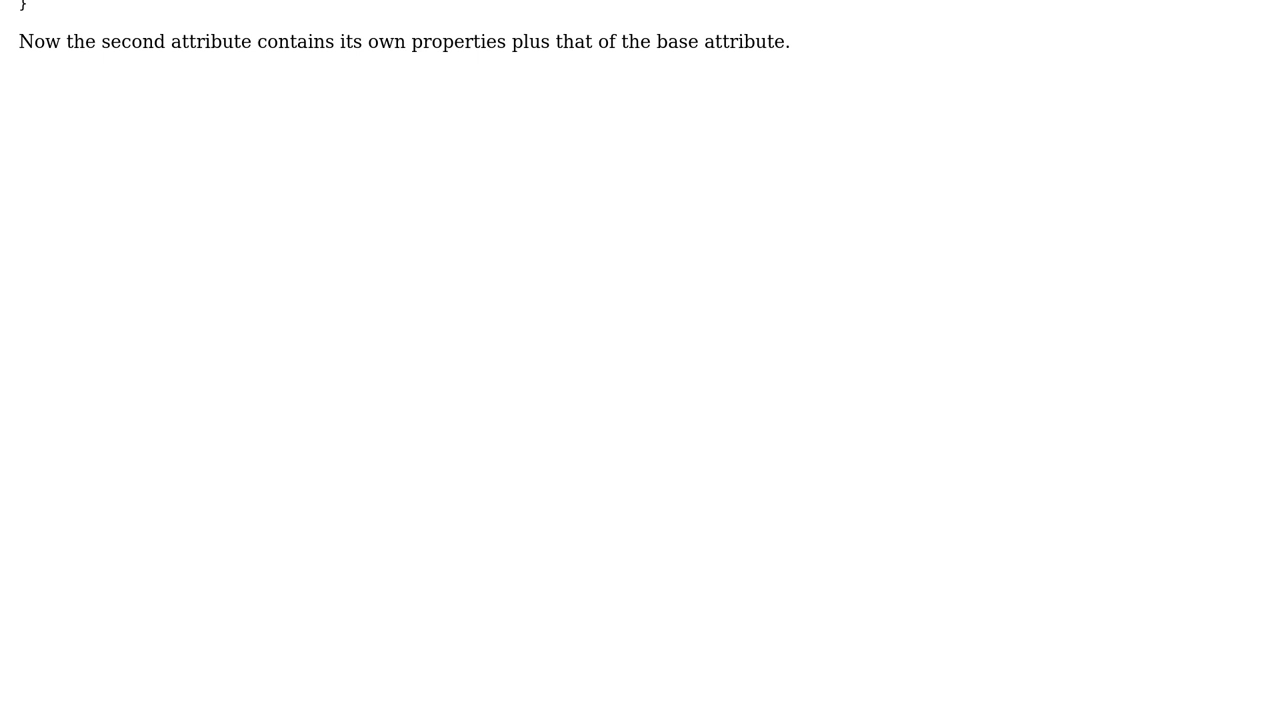 }
Now the second attribute contains its own properties plus that of the base attribute.